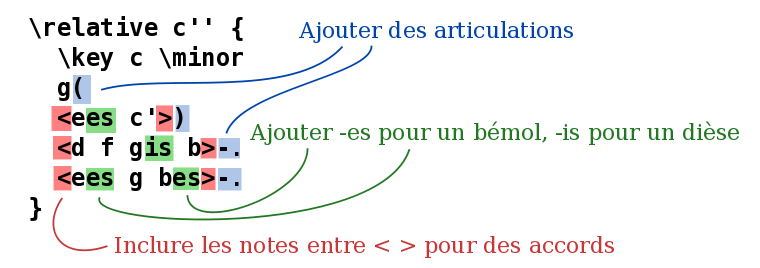 \relative c'' {
Ajouter des articulations
\key c \minor
g(
<ees c'>)
Ajouter -es pour un bémol, -is pour un dièse
<d f gis b>-.
<ees g bes>-.
}
Inclure les notes entre < > pour des accords